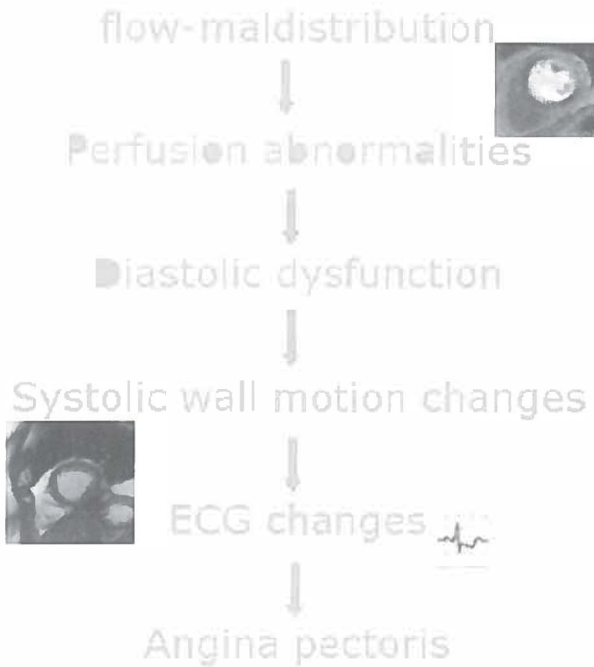 flow-maldistribution
Perfusion abnormalities
Diastolic dysfunction
Systolic wall motion changes
ECG changes
Angina pectoris